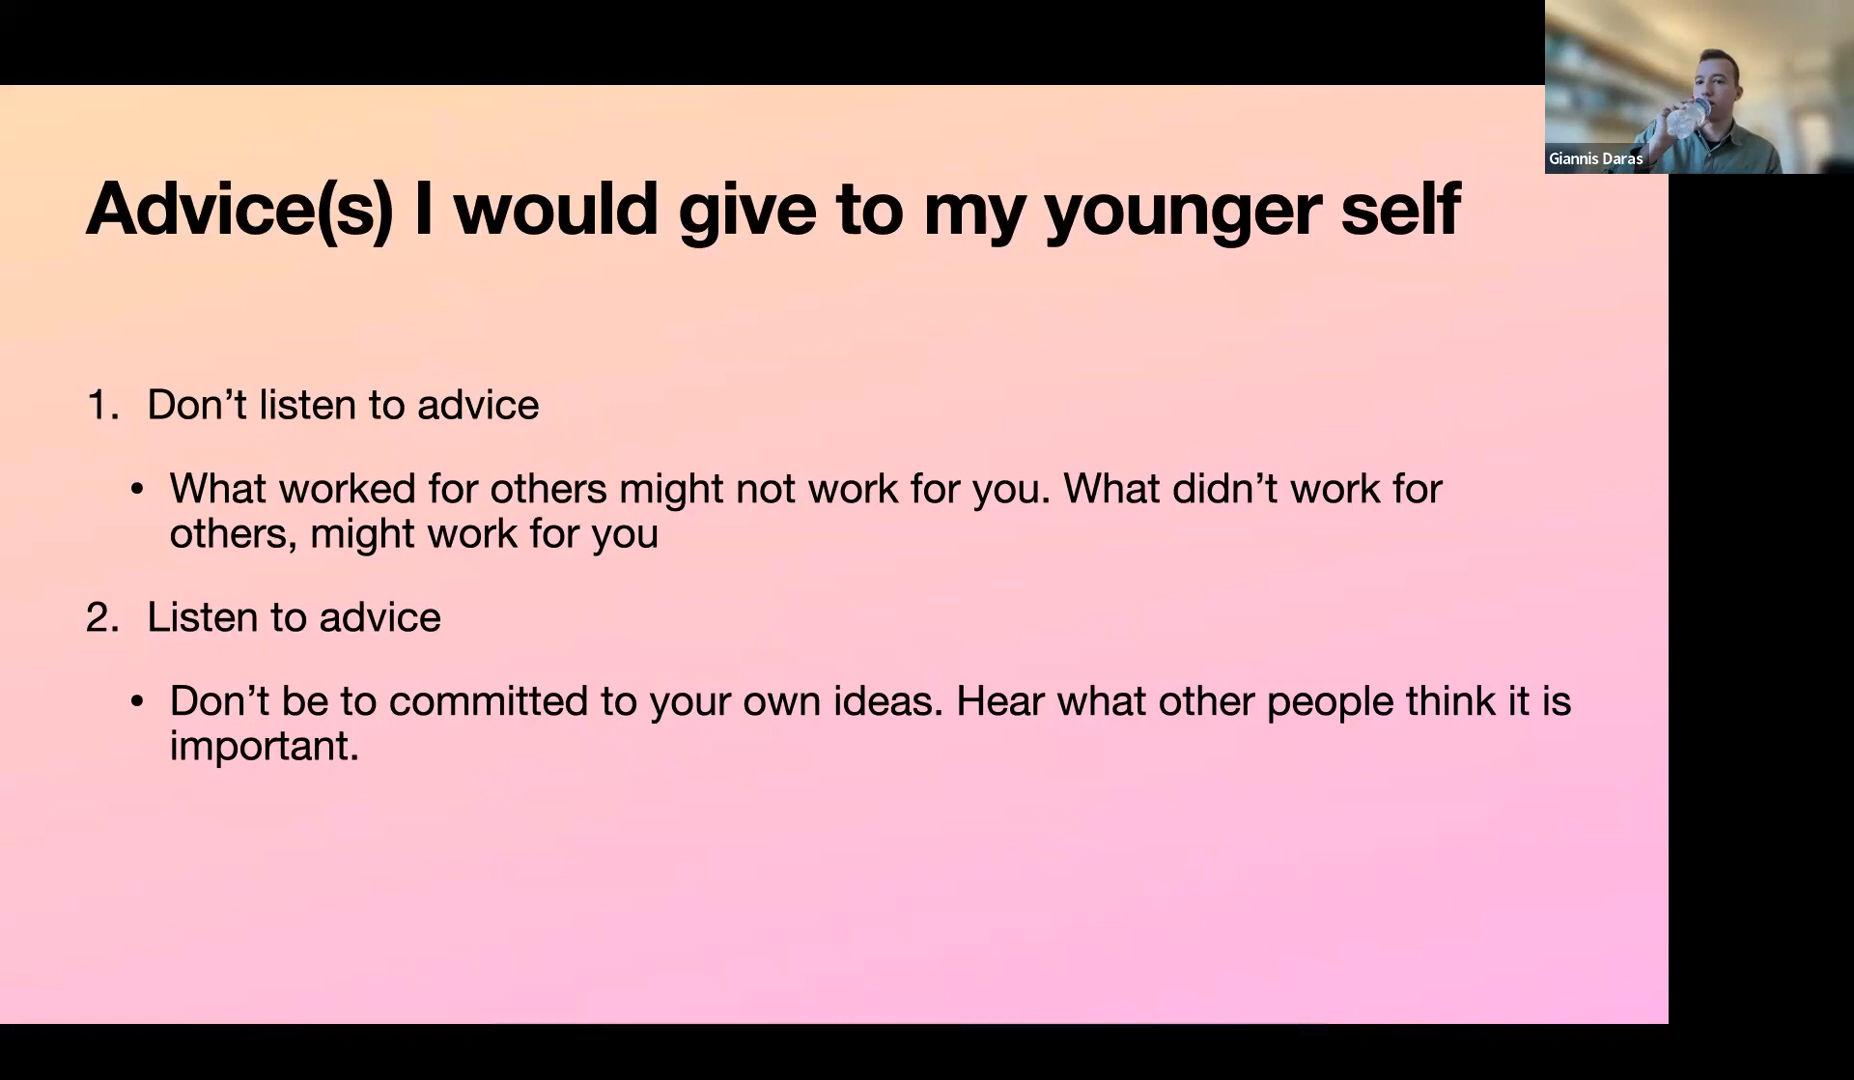 Giannis Daras
Advice(s) I would give to my younger self
1. Don’t listen to advice
• What worked for others might not work for you. What didn’t work for
others, might work for you
2. Listen to advice
• Don’t be to committed to your own ideas. Hear what other people think it is
important.